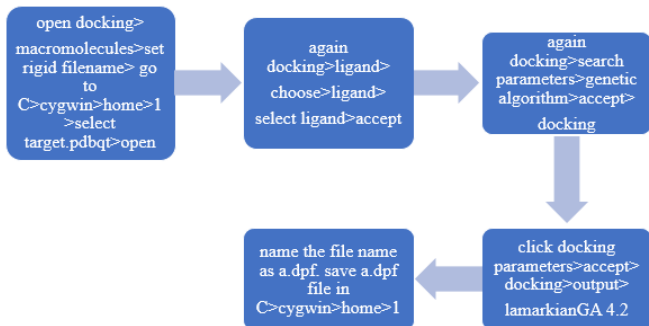 open docking>
macromolecules>set
rigid filename> go
to
C>cygwin>home>1
>select
target.pdbqt>open
again
docking>ligand>
choose>ligand>
select ligand>accept
again
docking>search
parameters>genetic
algorithm>accept>
docking
click docking
parameters>accept>
docking>output>
lamarkianGA 4.2
name the file name
as a.dpf. save a.dpf
file in
C>cygwin>home>1